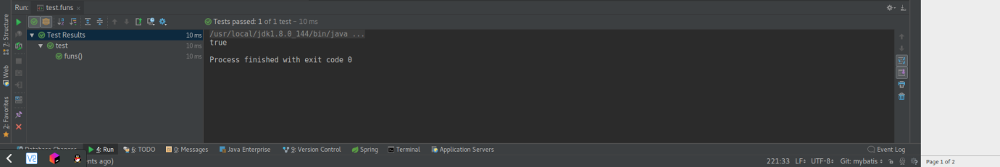 Run: test.funs
Tests passed: 1 of 1 test – 10 ms
Test Results 10 ms
test 10 ms
funs() 10 ms
/usr/local/jdk1.8.0_144/bin/java ...
true
Process finished with exit code 0
7: Structure
Web
2: Favorites
Database Changes 4: Run 6: TODO 0: Messages Java Enterprise 9: Version Control Spring Terminal Application Servers Event Log
ents ago) 221:33 LF÷ UTF-8÷ Git: mybatis÷
Page 1 of 2